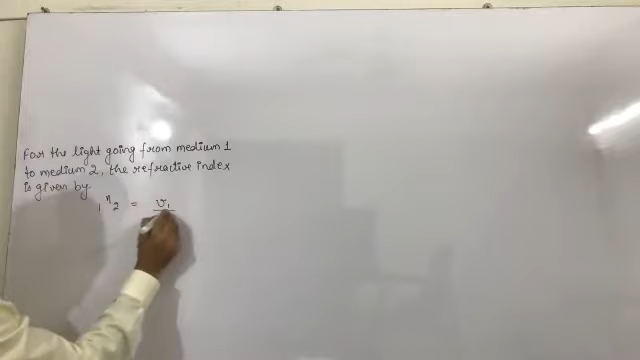 For the light going from medium 1
to medium 2, the refractive index
is given by
₁n₂ = v₁